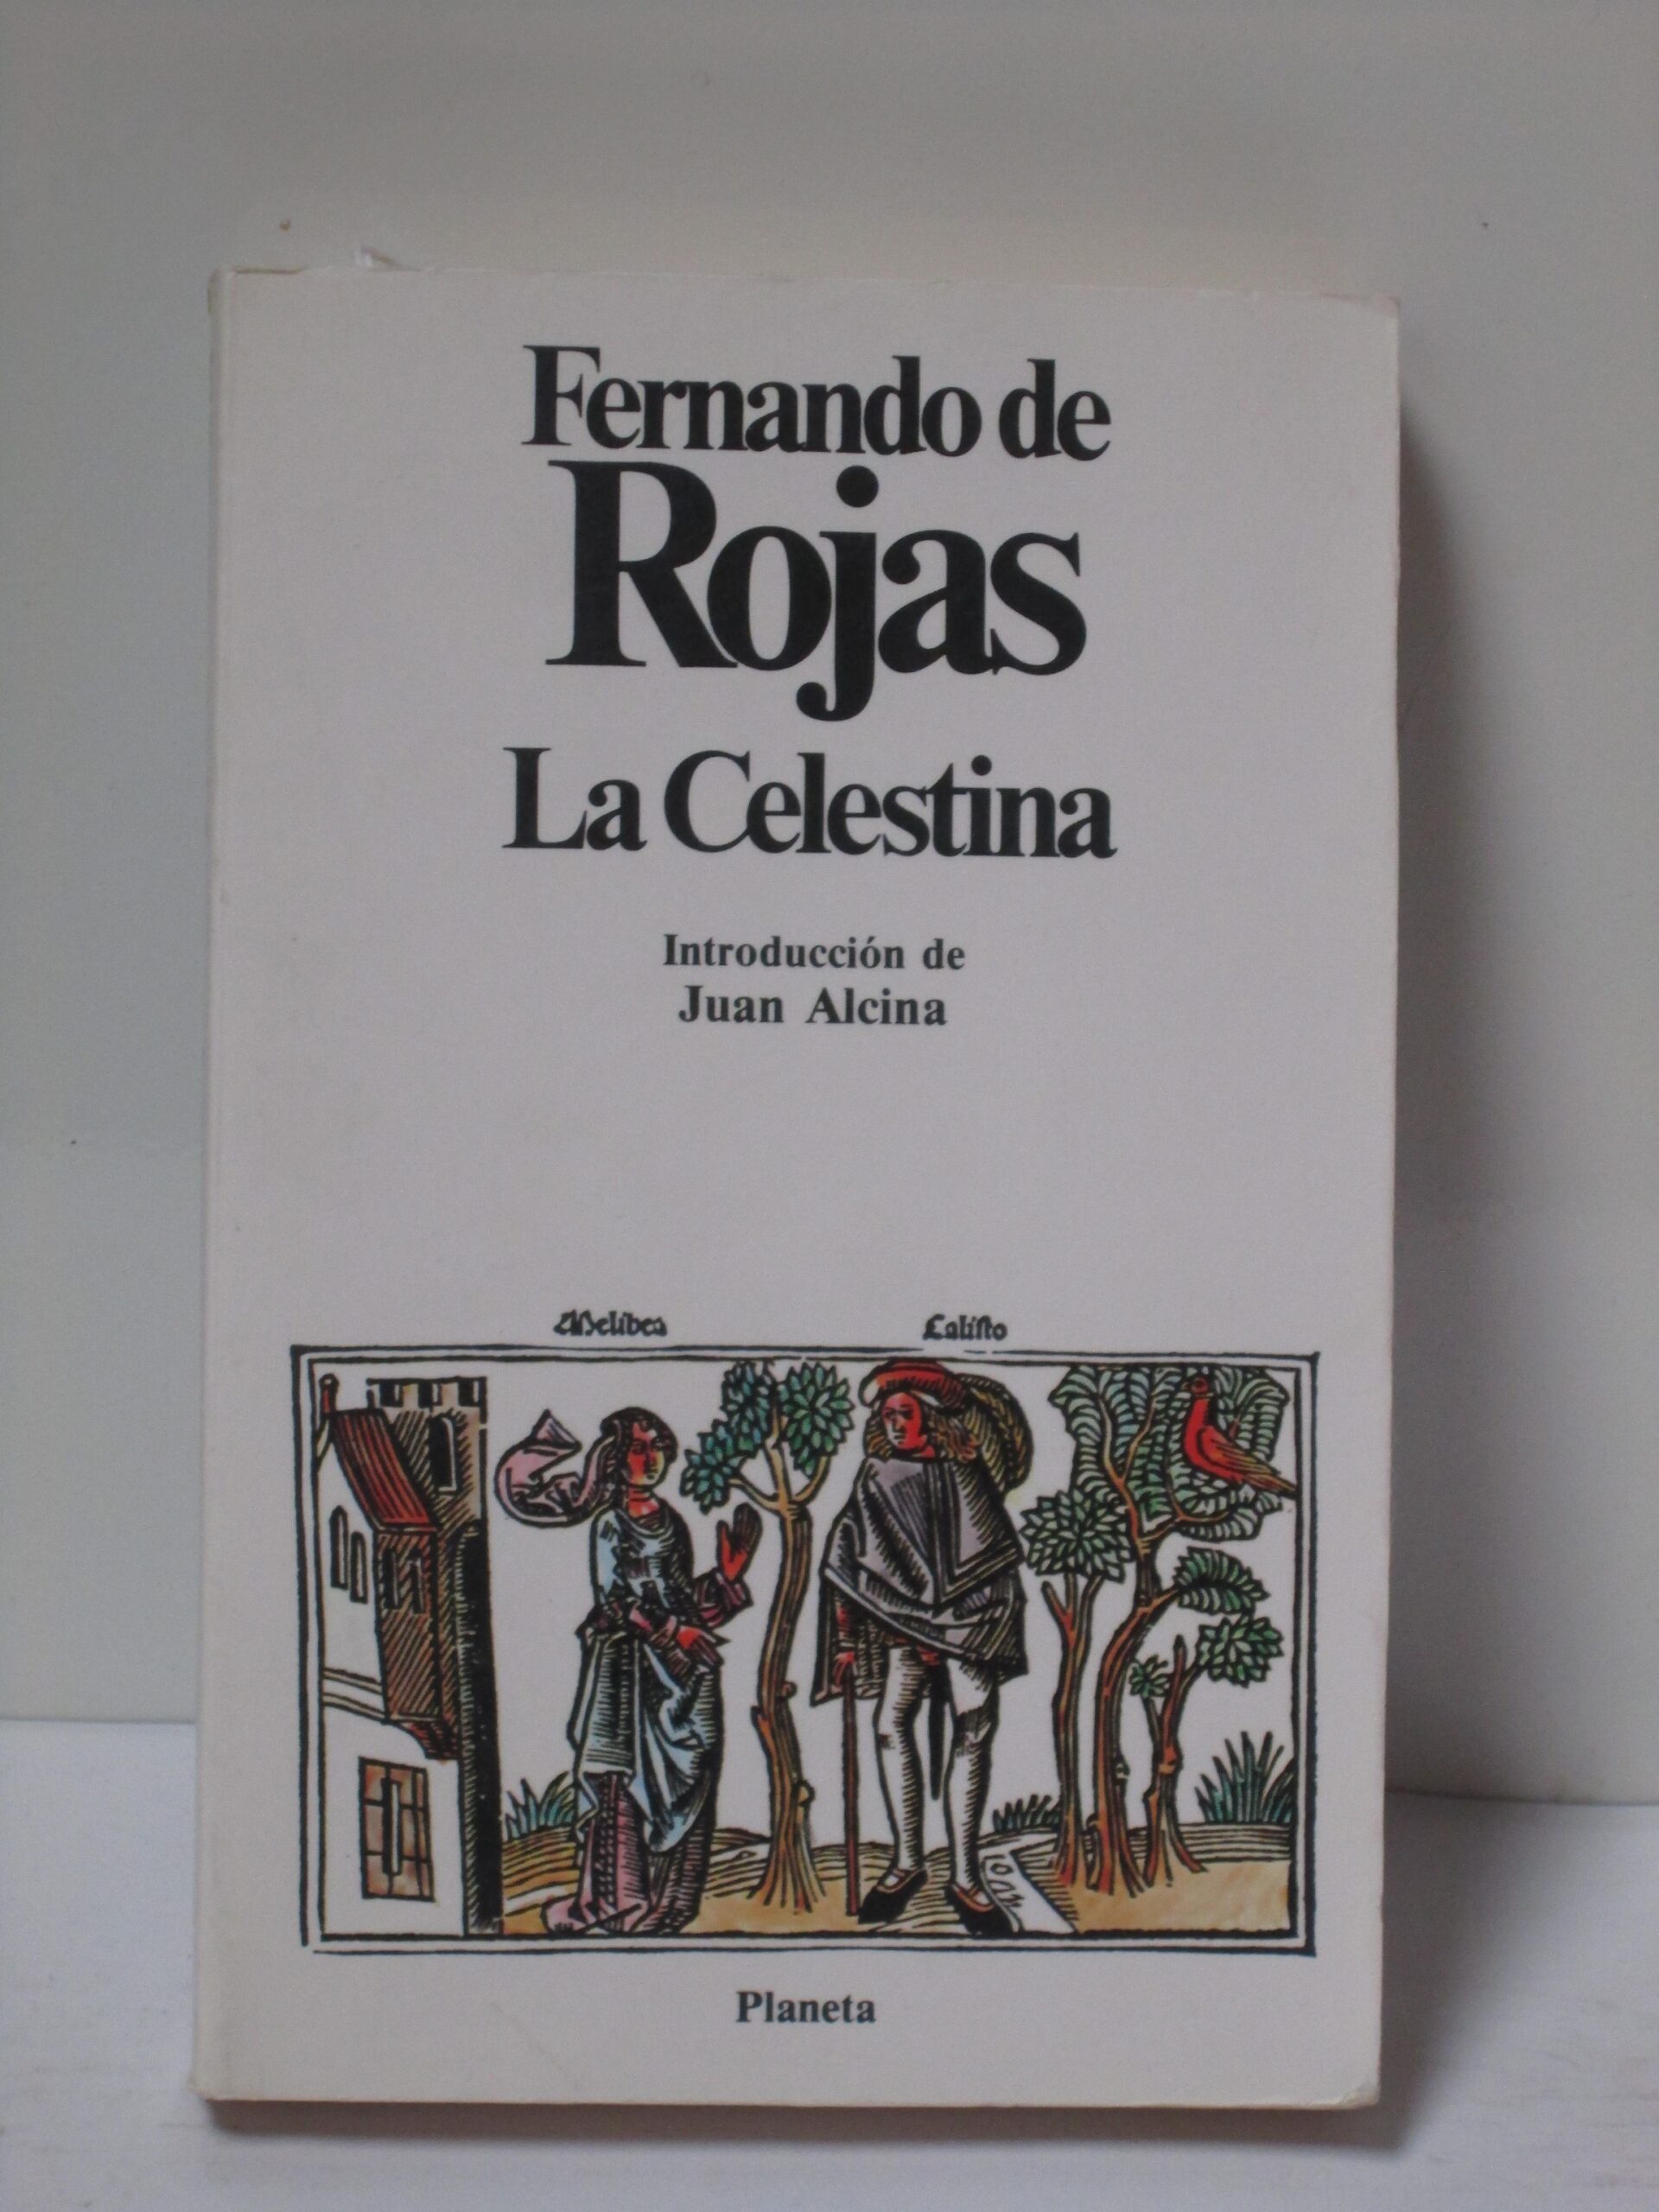 Fernando de
Rojas
La Celestina
Introducción de
Juan Alcina
Melibea Calisto
Planeta